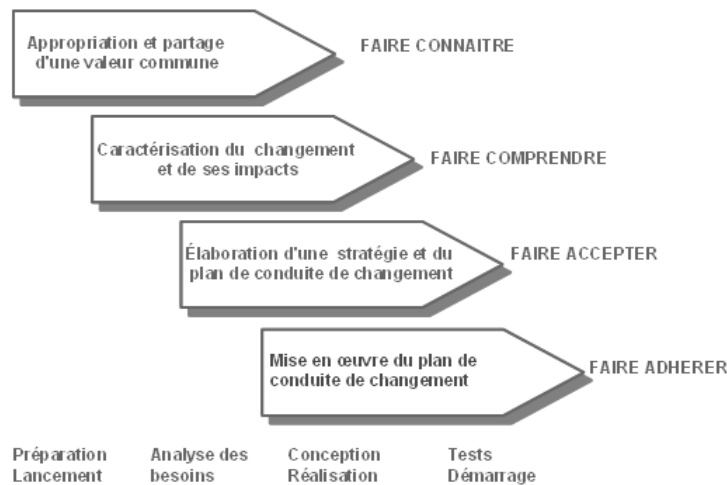 Appropriation et partage
d'une valeur commune
FAIRE CONNAITRE
Caractérisation du changement
et de ses impacts
FAIRE COMPRENDRE
Élaboration d'une stratégie et du
plan de conduite de changement
FAIRE ACCEPTER
Mise en œuvre du plan de
conduite de changement
FAIRE ADHERER
Préparation
Lancement
Analyse des
besoins
Conception
Réalisation
Tests
Démarrage